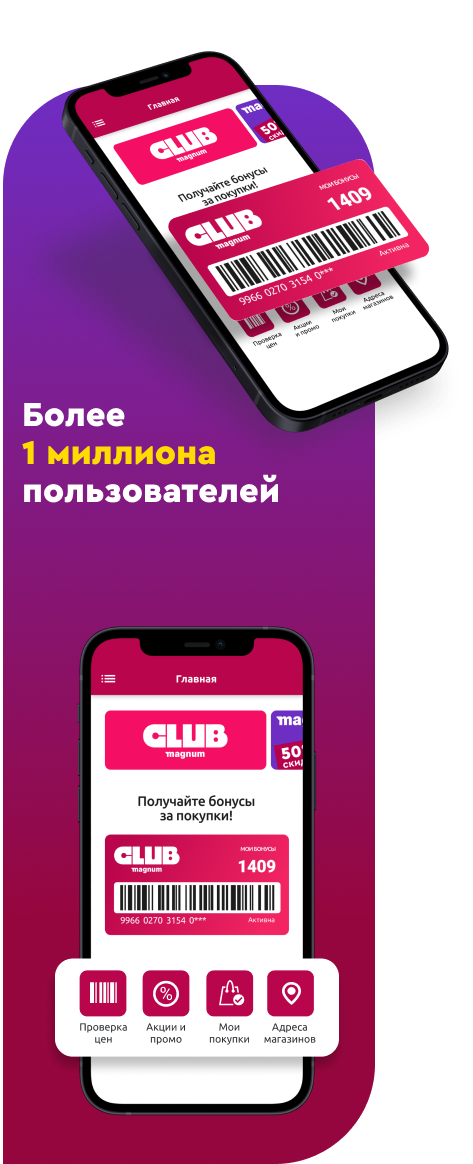 Главная
CLUB
magnum
ma
50
СКИ
Получайте бонусы
за покупки!
CLUB
magnum
МОИ БОНУСЫ
1409
9966 0270 3154 0***
Активна
Проверка
цен
Акции
и промо
Мои
покупки
Адреса
магазинов
Более
1 миллиона
пользователей
Главная
CLUB
magnum
ma
50
СКИ
Получайте бонусы
за покупки!
CLUB
magnum
МОИ БОНУСЫ
1409
9966 0270 3154 0***
Активна
Проверка
цен
Акции и
промо
Мои
покупки
Адреса
магазинов